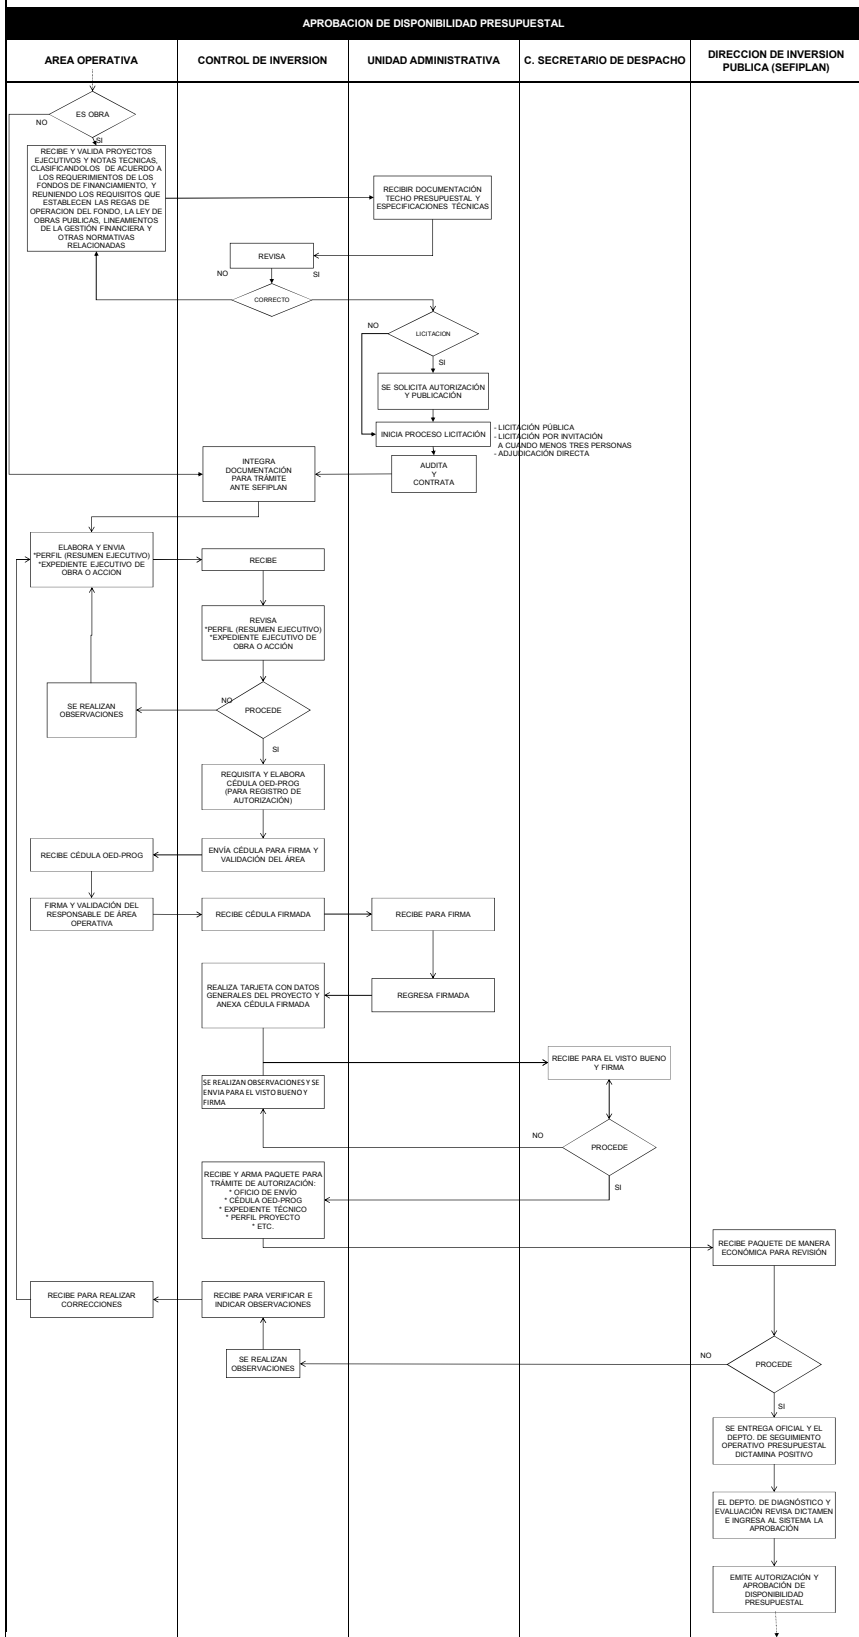 APROBACION DE DISPONIBILIDAD PRESUPUESTAL
AREA OPERATIVA
CONTROL DE INVERSION
UNIDAD ADMINISTRATIVA
C. SECRETARIO DE DESPACHO
DIRECCION DE INVERSION
PUBLICA (SEFIPLAN)
ES OBRA
NO
SI
RECIBE Y VALIDA PROYECTOS
EJECUTIVOS Y NOTAS TECNICAS,
CLASIFICANDOLOS DE ACUERDO A
LOS REQUERIMIENTOS DE LOS
FONDOS DE FINANCIAMIENTO, Y
REUNIENDO LOS REQUISITOS QUE
ESTABLECEN LAS REGAS DE
OPERACION DEL FONDO, LA LEY DE
OBRAS PUBLICAS, LINEAMIENTOS
DE LA GESTIÓN FINANCIERA Y
OTRAS NORMATIVAS
RELACIONADAS
RECIBIR DOCUMENTACIÓN
TECHO PRESUPUESTAL Y
ESPECIFICACIONES TÉCNICAS
REVISA
NO
SI
CORRECTO
NO
LICITACION
SI
SE SOLICITA AUTORIZACIÓN
Y PUBLICACIÓN
INICIA PROCESO LICITACIÓN
- LICITACIÓN PÚBLICA
- LICITACIÓN POR INVITACIÓN
A CUANDO MENOS TRES PERSONAS
- ADJUDICACIÓN DIRECTA
INTEGRA
DOCUMENTACIÓN
PARA TRÁMITE
ANTE SEFIPLAN
AUDITA
Y
CONTRATA
ELABORA Y ENVIA
*PERFIL (RESUMEN EJECUTIVO)
*EXPEDIENTE EJECUTIVO DE
OBRA O ACCION
RECIBE
REVISA
*PERFIL (RESUMEN EJECUTIVO)
*EXPEDIENTE EJECUTIVO DE
OBRA O ACCIÓN
SE REALIZAN
OBSERVACIONES
NO
PROCEDE
SI
REQUISITA Y ELABORA
CÉDULA OED-PROG
(PARA REGISTRO DE
AUTORIZACIÓN)
RECIBE CÉDULA OED-PROG
ENVÍA CÉDULA PARA FIRMA Y
VALIDACIÓN DEL ÁREA
FIRMA Y VALIDACIÓN DEL
RESPONSABLE DE ÁREA
OPERATIVA
RECIBE CÉDULA FIRMADA
RECIBE PARA FIRMA
REALIZA TARJETA CON DATOS
GENERALES DEL PROYECTO Y
ANEXA CÉDULA FIRMADA
REGRESA FIRMADA
RECIBE PARA EL VISTO BUENO
Y FIRMA
SE REALIZAN OBSERVACIONES Y SE
ENVIA PARA EL VISTO BUENO Y
FIRMA
NO
PROCEDE
SI
RECIBE Y ARMA PAQUETE PARA
TRÁMITE DE AUTORIZACIÓN:
* OFICIO DE ENVÍO
* CÉDULA OED-PROG
* EXPEDIENTE TÉCNICO
* PERFIL PROYECTO
* ETC.
RECIBE PAQUETE DE MANERA
ECONÓMICA PARA REVISIÓN
RECIBE PARA REALIZAR
CORRECCIONES
RECIBE PARA VERIFICAR E
INDICAR OBSERVACIONES
SE REALIZAN
OBSERVACIONES
NO
PROCEDE
SI
SE ENTREGA OFICIAL Y EL
DEPTO. DE SEGUIMIENTO
OPERATIVO PRESUPUESTAL
DICTAMINA POSITIVO
EL DEPTO. DE DIAGNÓSTICO Y
EVALUACIÓN REVISA DICTAMEN
E INGRESA AL SISTEMA LA
APROBACIÓN
EMITE AUTORIZACIÓN Y
APROBACIÓN DE
DISPONIBILIDAD
PRESUPUESTAL